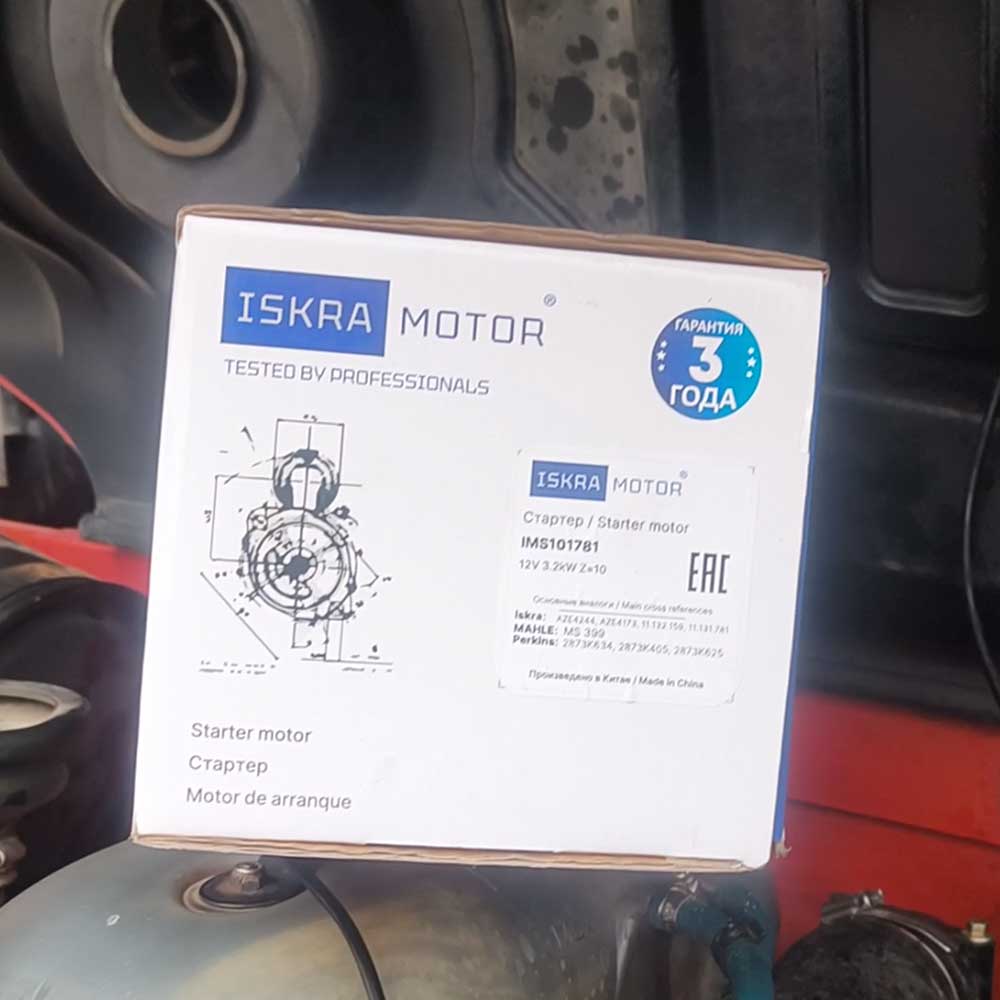 ISKRA MOTOR®
TESTED BY PROFESSIONALS
ГАРАНТИЯ
3
ГОДА
ISKRA MOTOR®
Стартер / Starter motor
IMS101781
12V 3.2kW Z=10
EAC
Основные аналоги / Main cross references
Iskra: AZE4244, AZE4173, 11.132.159, 11.131.781
MAHLE: MS 399
Perkins: 2873K634, 2873K405, 2873K625
Произведено в Китае / Made in China
Starter motor
Стартер
Motor de arranque